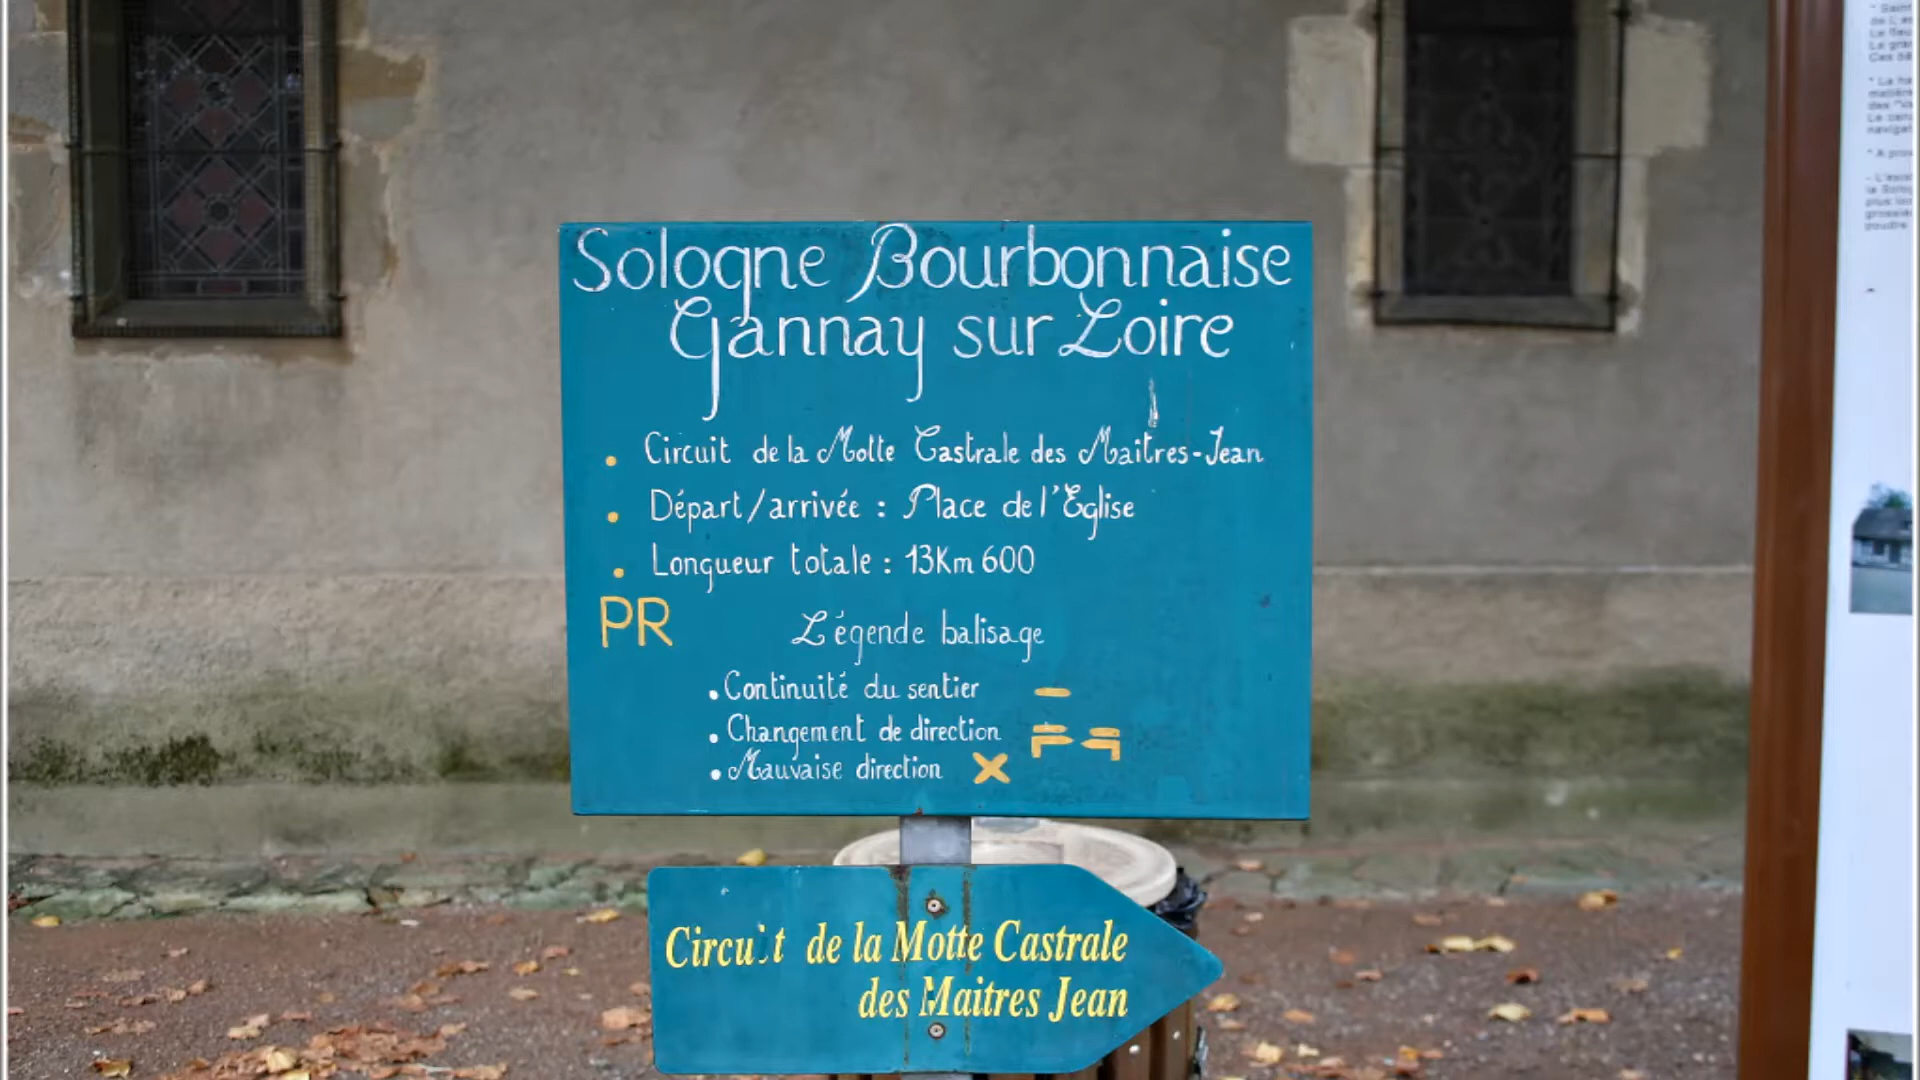 Sologne Bourbonnaise
Gannay sur Loire
Circuit de la Motte Castrale des Maitres-Jean
Départ/arrivée : Place de l'Eglise
Longueur totale : 13Km 600
PR
Légende balisage
Continuité du sentier
Changement de direction
Mauvaise direction
Circuit de la Motte Castrale
des Maitres Jean